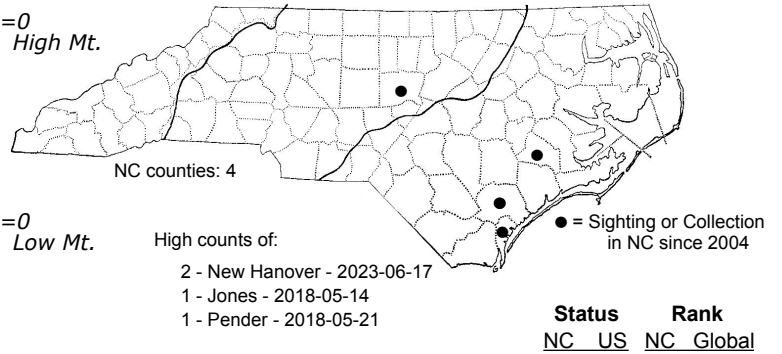 =0
High Mt.
NC counties: 4
=0
Low Mt.
High counts of:
2 - New Hanover - 2023-06-17
1 - Jones - 2018-05-14
1 - Pender - 2018-05-21
● = Sighting or Collection
in NC since 2004
Status Rank
NC US NC Global